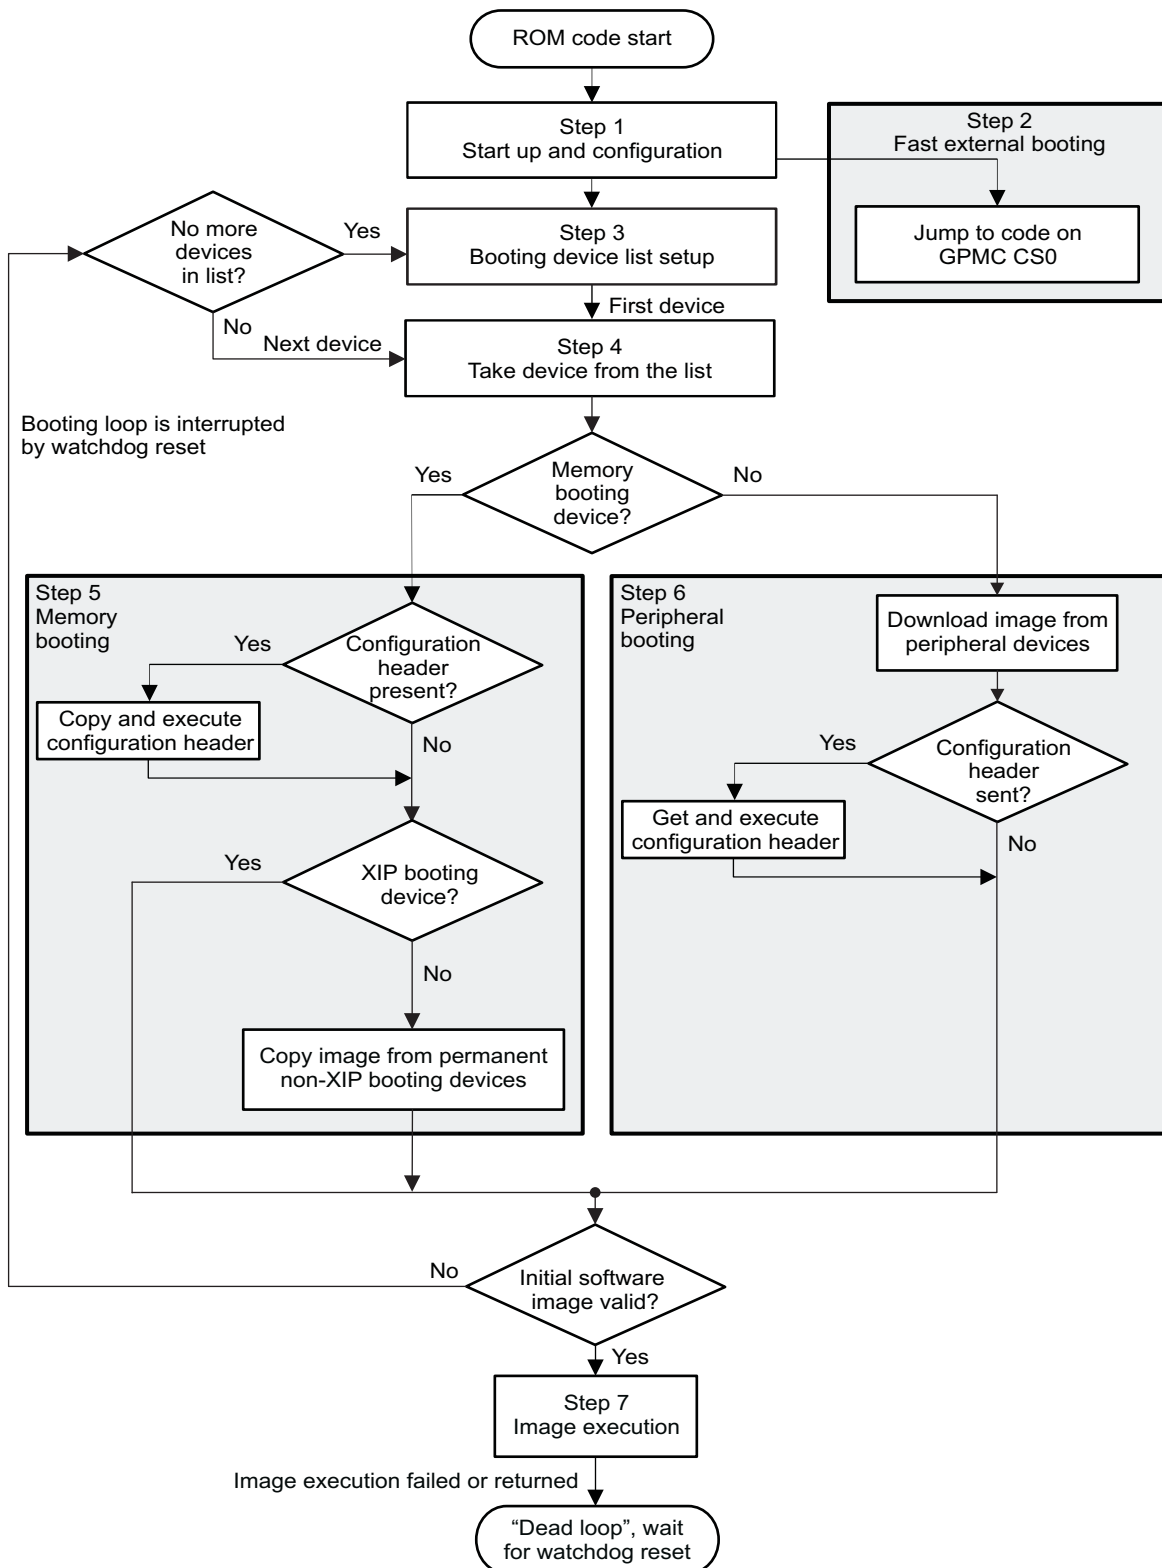 ROM code start
Step 1
Start up and configuration
Step 2
Fast external booting
Jump to code on
GPMC CS0
No more
devices
in list?
Yes
Step 3
Booting device list setup
No
Next device
First device
Step 4
Take device from the list
Booting loop is interrupted
by watchdog reset
Yes
Memory
booting
device?
No
Step 5
Memory
booting
Yes
Configuration
header
present?
Copy and execute
configuration header
No
Yes
XIP booting
device?
No
Copy image from permanent
non-XIP booting devices
Step 6
Peripheral
booting
Download image from
peripheral devices
Yes
Configuration
header
sent?
Get and execute
configuration header
No
No
Initial software
image valid?
Yes
Step 7
Image execution
Image execution failed or returned
“Dead loop”, wait
for watchdog reset